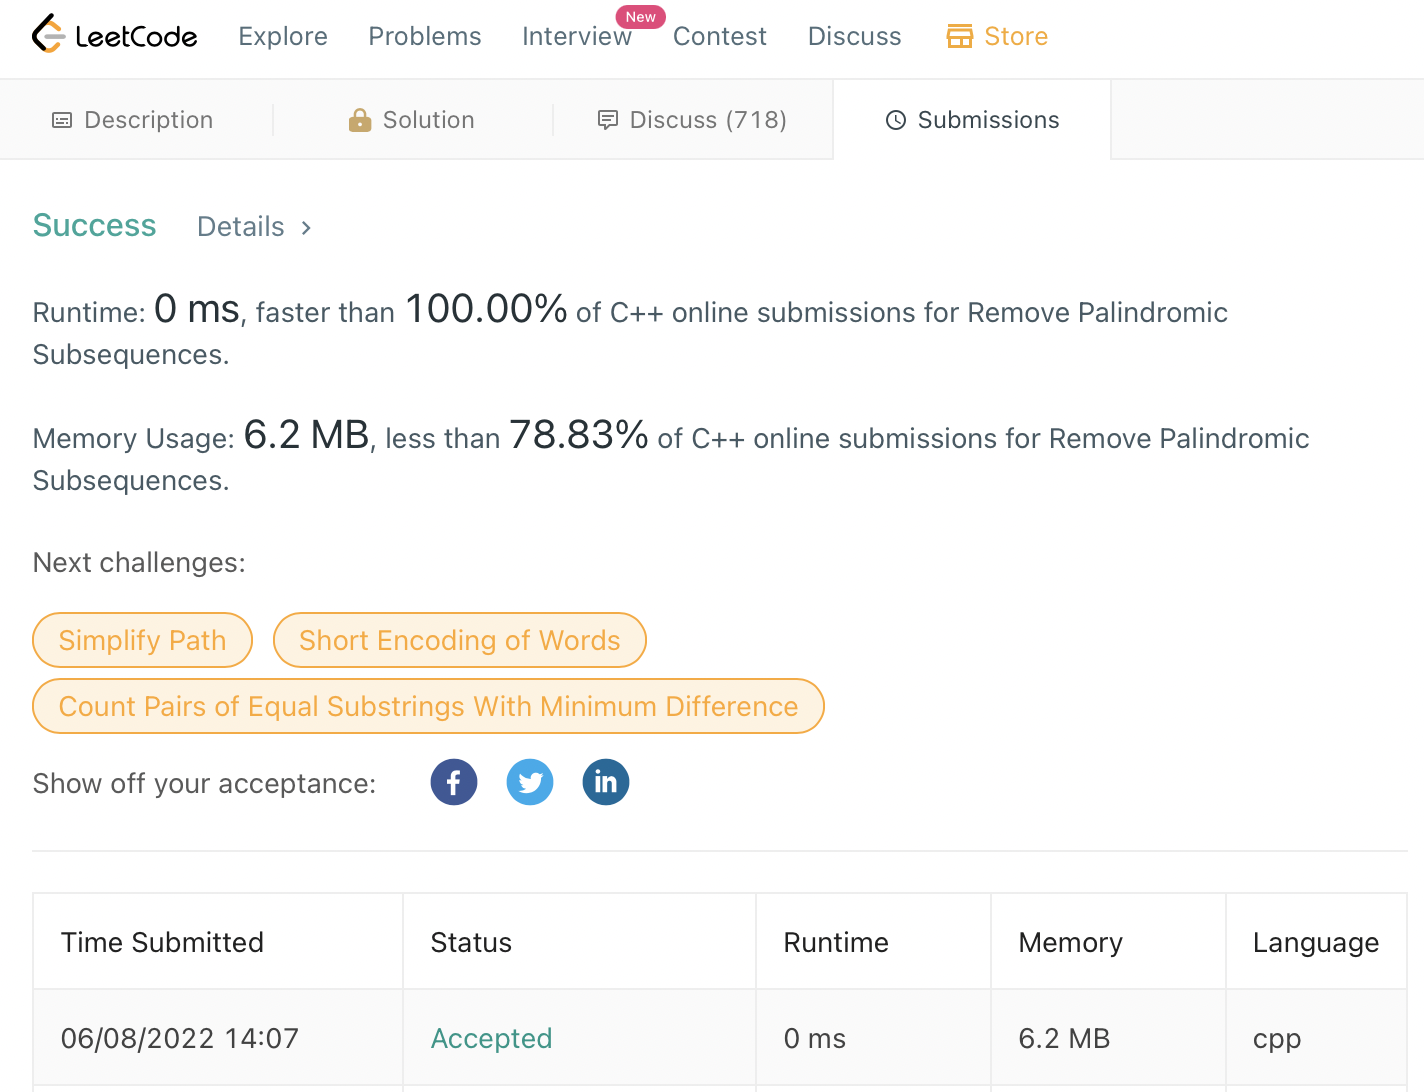 LeetCode Explore Problems Interview New Contest Discuss Store
Description Solution Discuss (718) Submissions
Success Details >
Runtime: 0 ms, faster than 100.00% of C++ online submissions for Remove Palindromic
Subsequences.
Memory Usage: 6.2 MB, less than 78.83% of C++ online submissions for Remove Palindromic
Subsequences.
Next challenges:
Simplify Path Short Encoding of Words
Count Pairs of Equal Substrings With Minimum Difference
Show off your acceptance: f in
Time Submitted Status Runtime Memory Language
06/08/2022 14:07 Accepted 0 ms 6.2 MB cpp